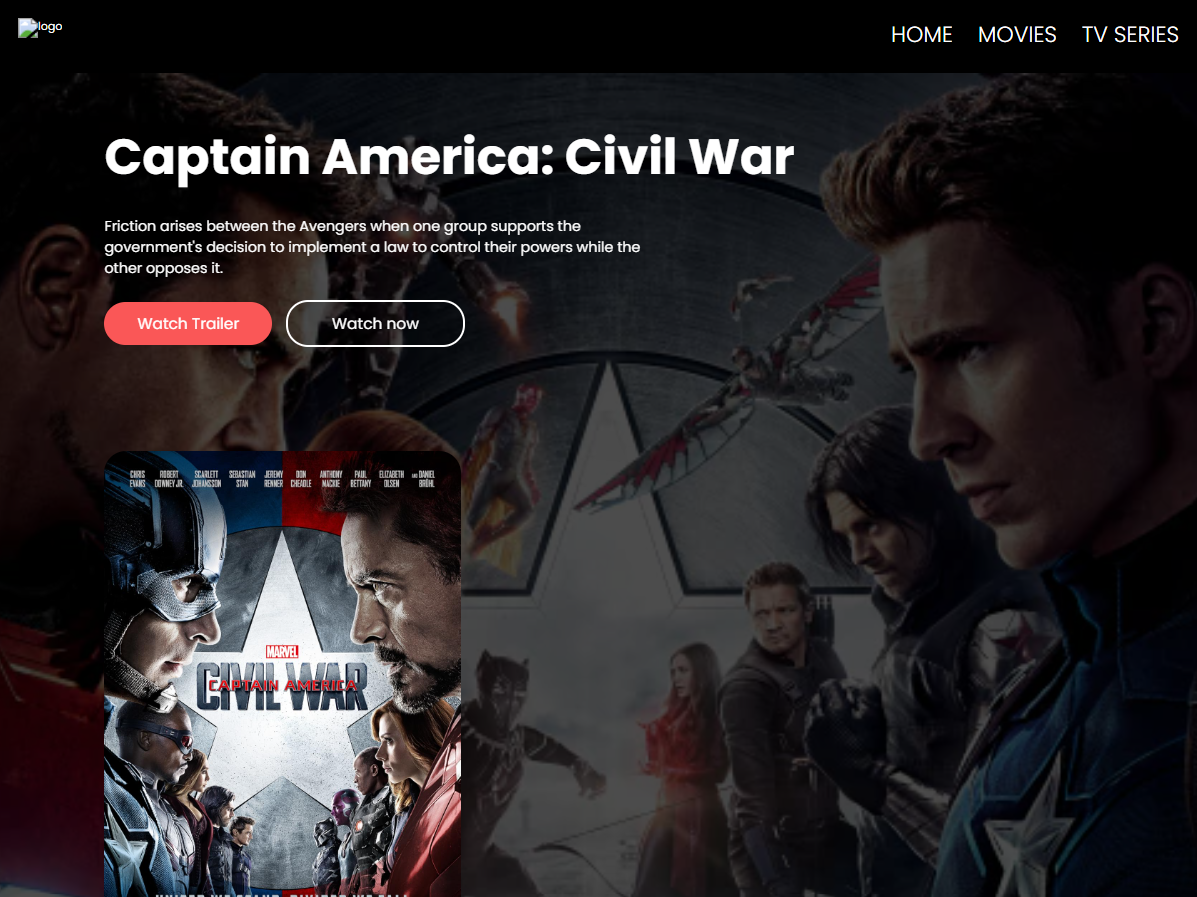 logo
HOME MOVIES TV SERIES
Captain America: Civil War
Friction arises between the Avengers when one group supports the
government's decision to implement a law to control their powers while the
other opposes it.
Watch Trailer Watch now
CHRIS ROBERT SCARLETT SEBASTIAN JEREMY DON ANTHONY PAUL ELIZABETH AND DANIEL
EVANS DOWNEY JR. JOHANSSON STAN RENNER CHEADLE MACKIE BETTANY OLSEN BRÜHL
MARVEL
CIVIL WAR
CAPTAIN AMERICA